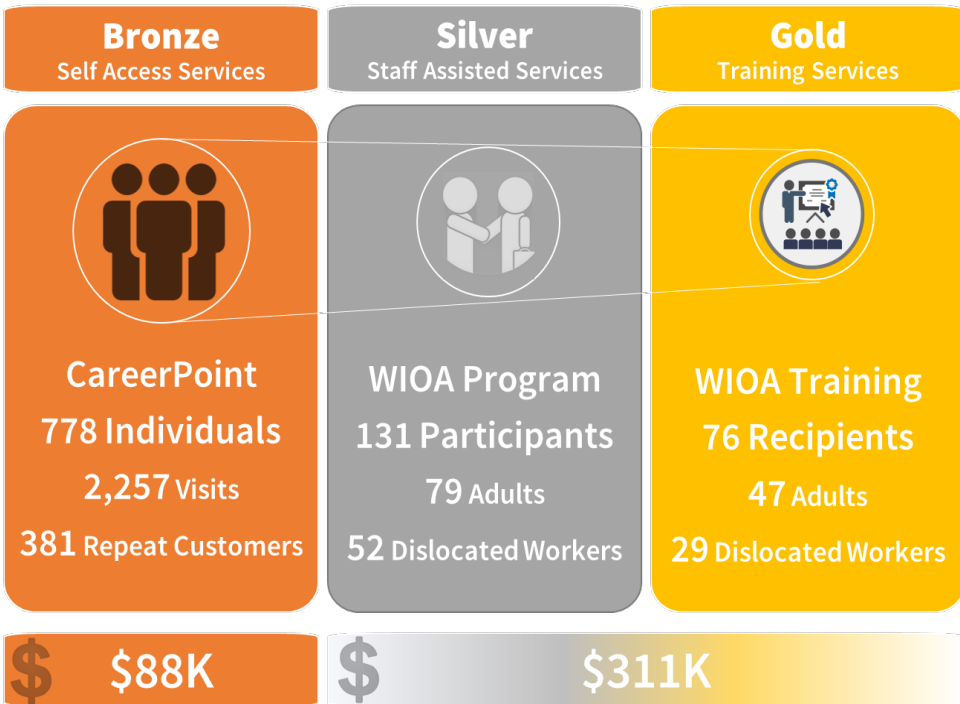 Bronze
Self Access Services
Silver
Staff Assisted Services
Gold
Training Services
CareerPoint
778 Individuals
2,257 Visits
381 Repeat Customers
WIOA Program
131 Participants
79 Adults
52 Dislocated Workers
WIOA Training
76 Recipients
47 Adults
29 Dislocated Workers
$ $88K
$ $311K